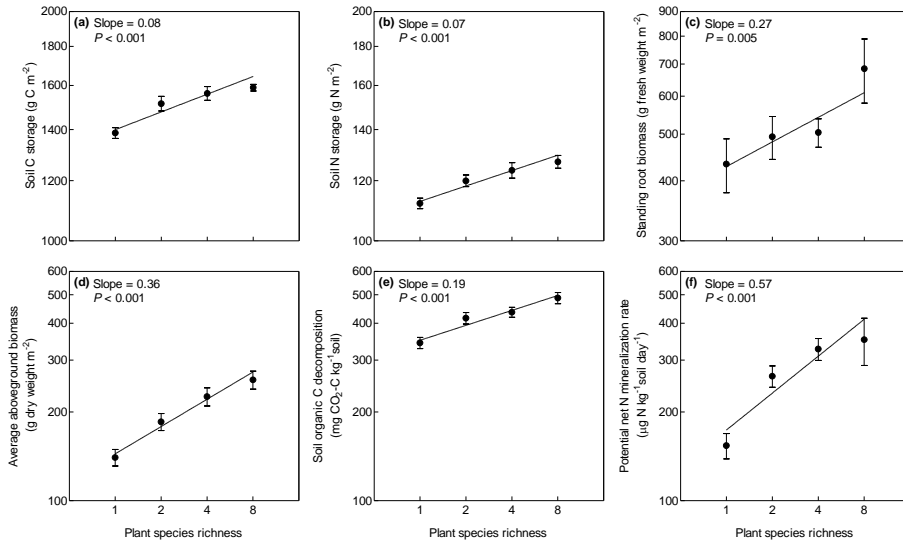 (a) Slope = 0.08
P < 0.001
2000
1800
1600
1400
1200
1000
Soil C storage (g C m⁻²)
1
2
4
8
(b) Slope = 0.07
P < 0.001
200
180
160
140
120
100
Soil N storage (g N m⁻²)
1
2
4
8
(c) Slope = 0.27
P = 0.005
900
800
700
600
500
400
300
Standing root biomass (g fresh weight m⁻²)
1
2
4
8
(d) Slope = 0.36
P < 0.001
600
500
400
300
200
100
Average aboveground biomass
(g dry weight m⁻²)
1
2
4
8
Plant species richness
(e) Slope = 0.19
P < 0.001
600
500
400
300
200
100
Soil organic C decomposition
(mg CO₂-C kg⁻¹soil)
1
2
4
8
Plant species richness
(f) Slope = 0.57
P < 0.001
600
500
400
300
200
100
Potential net N mineralization rate
(µg N kg⁻¹soil day⁻¹)
1
2
4
8
Plant species richness